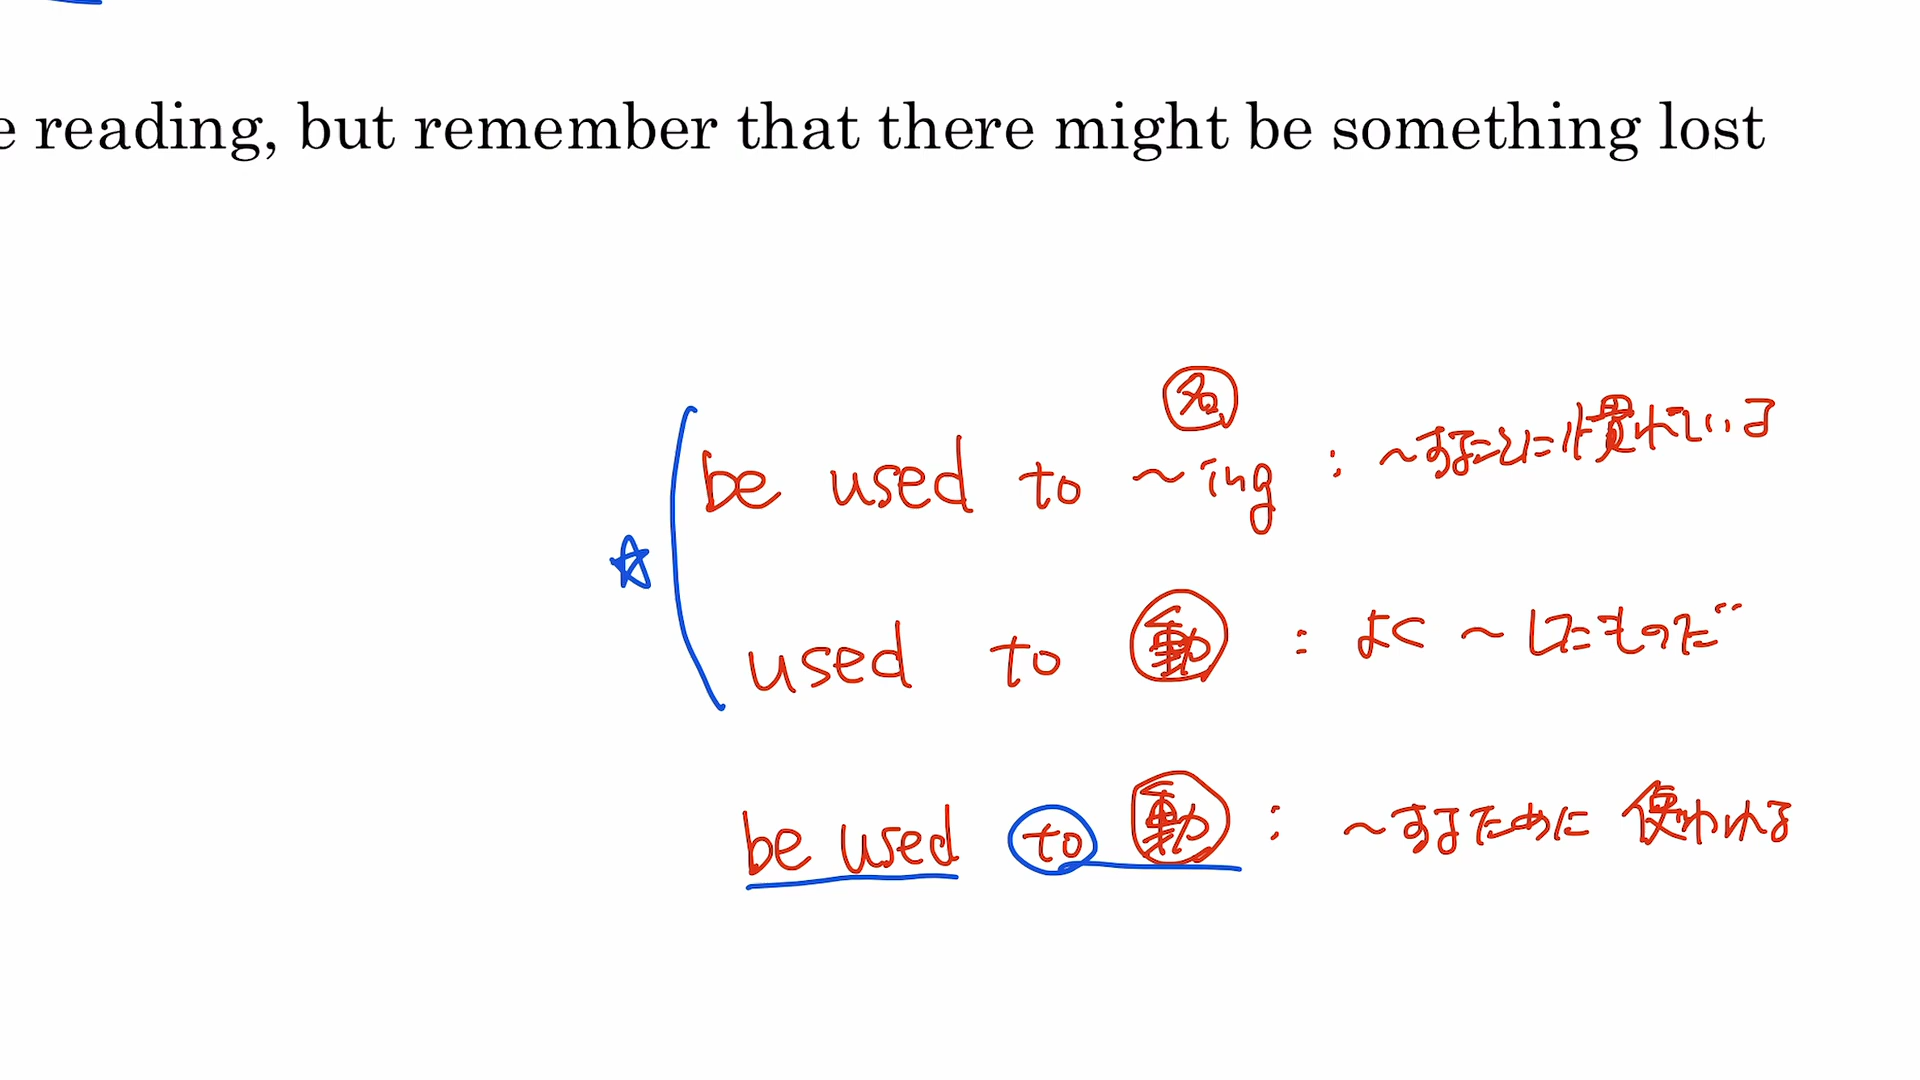 e reading, but remember that there might be something lost
名
be used to ～ing : ～することに慣れている
☆
used to 動 : よく ～したものだ
be used to 動 : ～するために 使われる